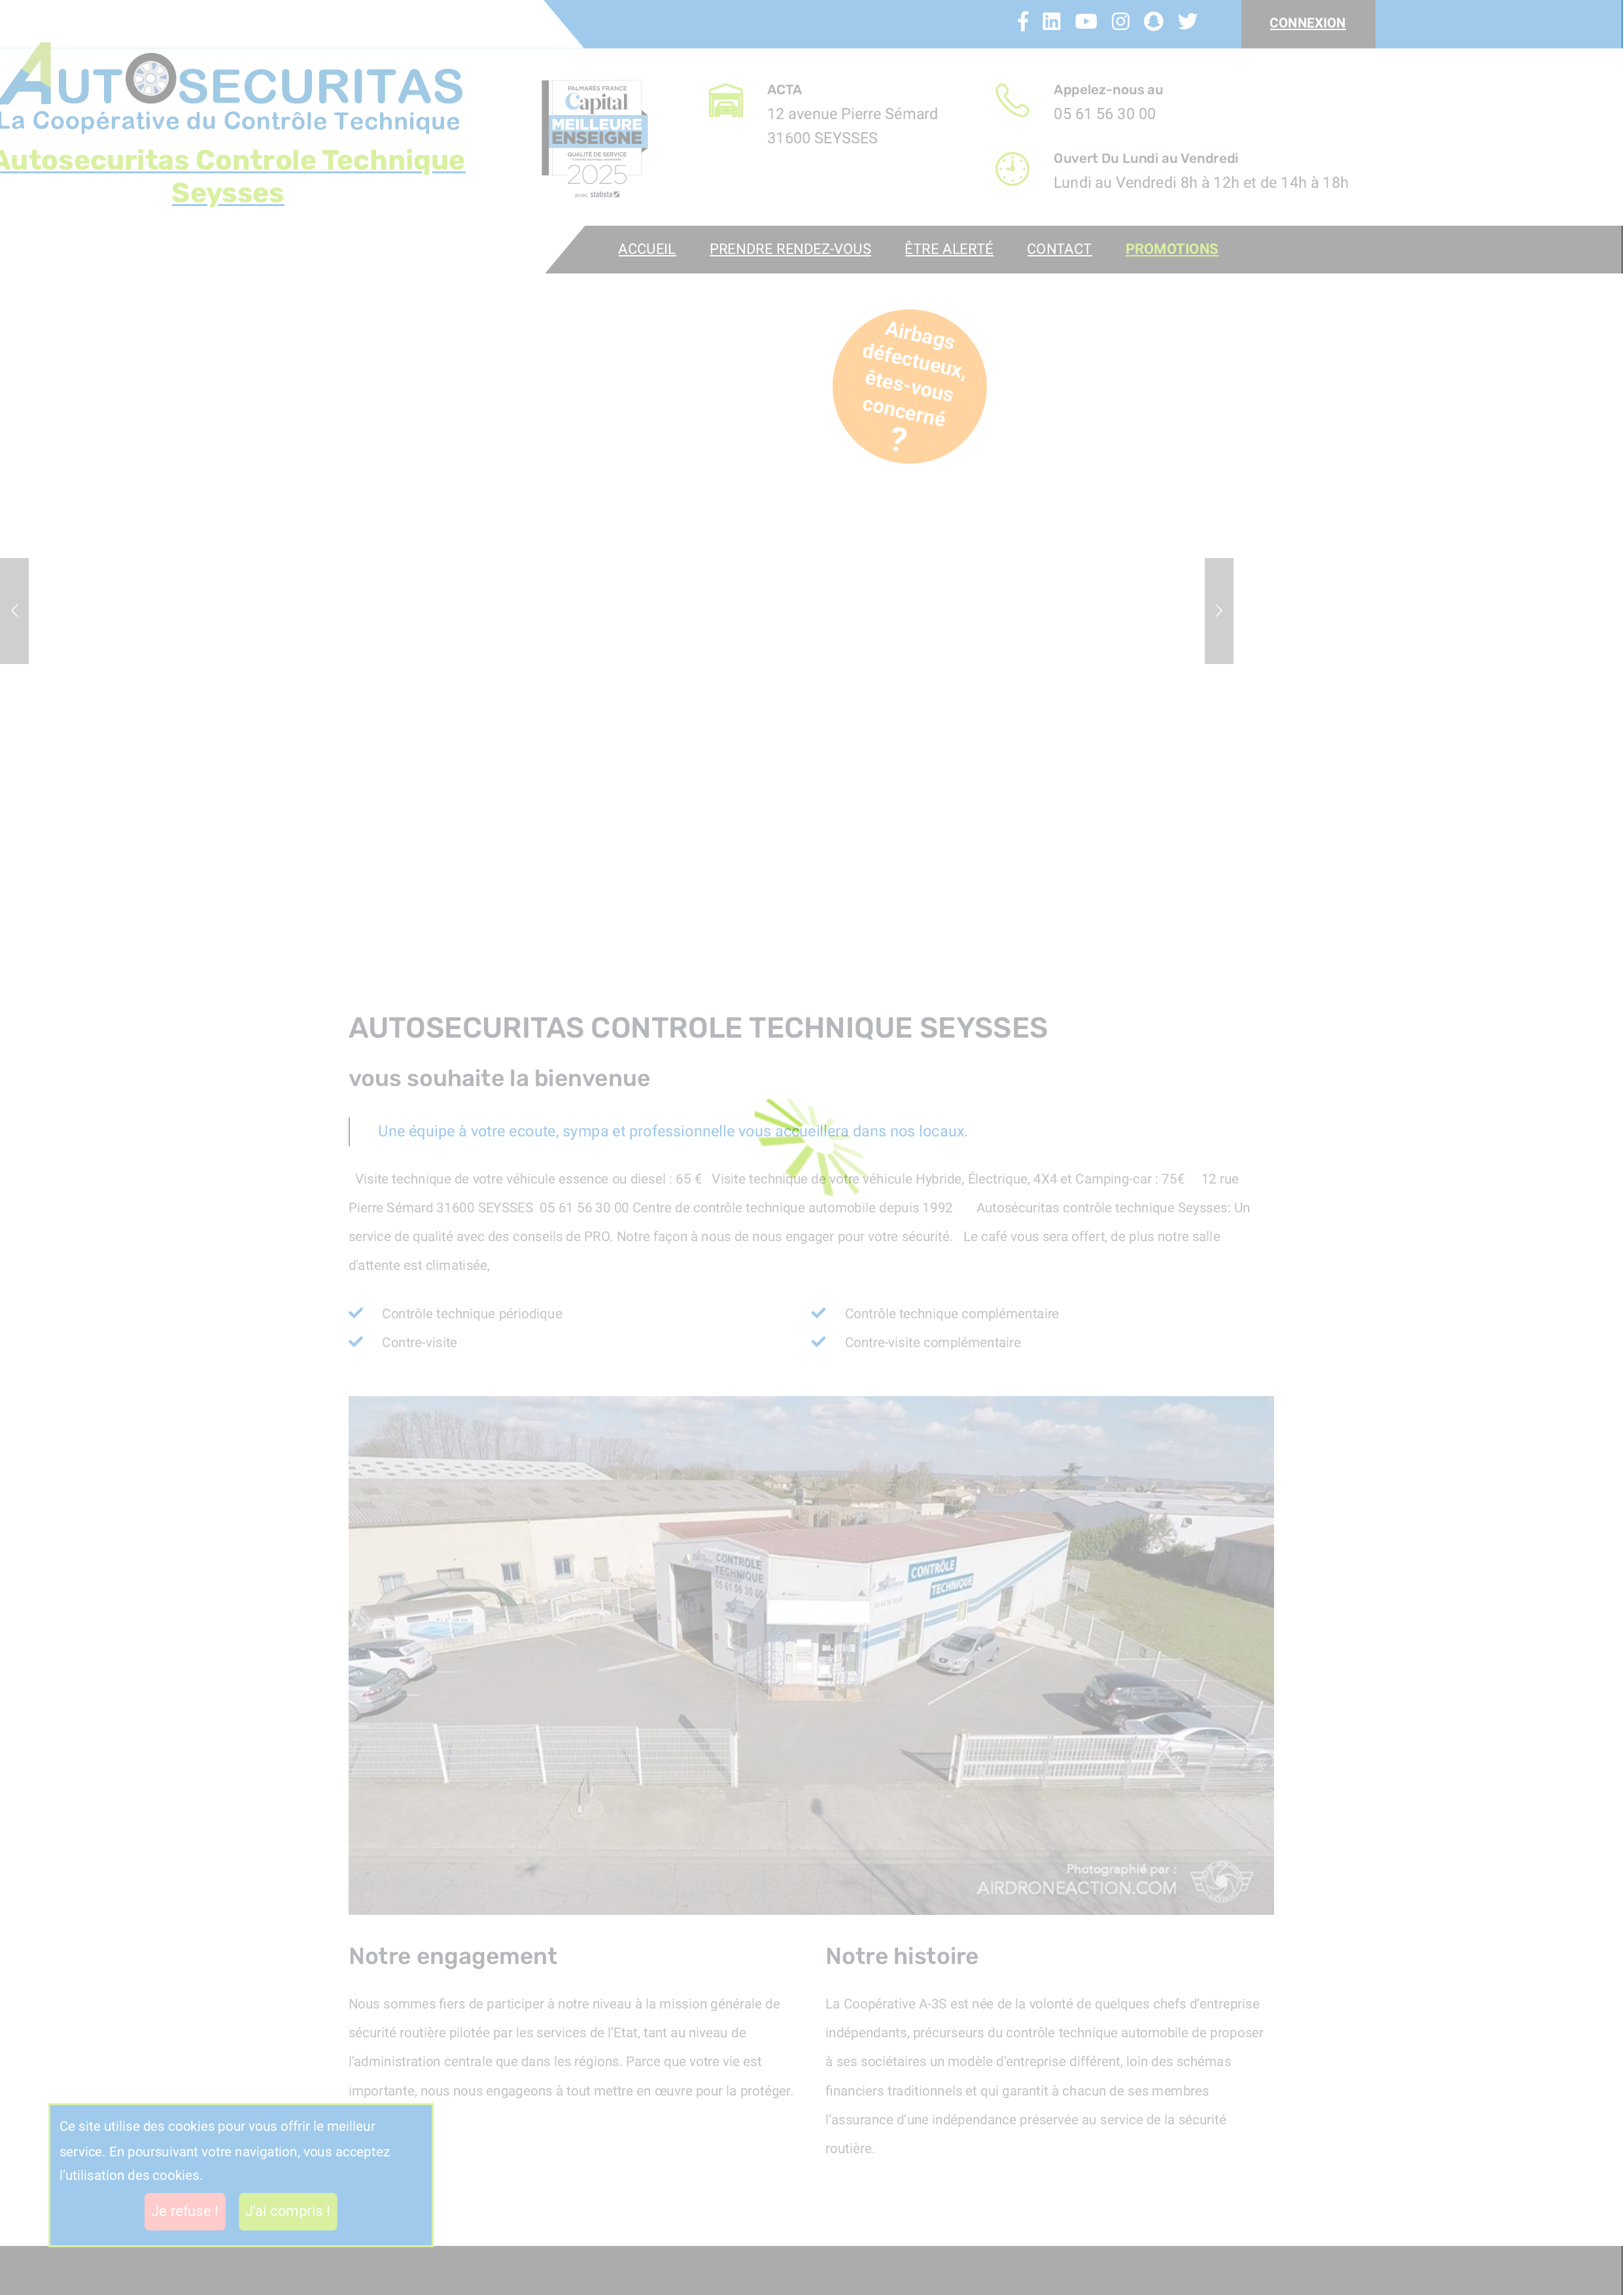 CONNEXION
AUTOSECURITAS
La Coopérative du Contrôle Technique
Autosecuritas Controle Technique
Seysses
PALMARÈS FRANCE
Capital
MEILLEURE
ENSEIGNE
QUALITÉ DE SERVICE
2025
avec statista
ACTA
12 avenue Pierre Sémard
31600 SEYSSES
Appelez-nous au
05 61 56 30 00
Ouvert Du Lundi au Vendredi
Lundi au Vendredi 8h à 12h et de 14h à 18h
ACCUEIL PRENDRE RENDEZ-VOUS ÊTRE ALERTÉ CONTACT PROMOTIONS
Airbags
défectueux,
êtes-vous
concerné
?
AUTOSECURITAS CONTROLE TECHNIQUE SEYSSES
vous souhaite la bienvenue
Une équipe à votre ecoute, sympa et professionnelle vous accueillera dans nos locaux.
Visite technique de votre véhicule essence ou diesel : 65 € Visite technique de votre véhicule Hybride, Électrique, 4X4 et Camping-car : 75€ 12 rue
Pierre Sémard 31600 SEYSSES 05 61 56 30 00 Centre de contrôle technique automobile depuis 1992 Autosécuritas contrôle technique Seysses: Un
service de qualité avec des conseils de PRO. Notre façon à nous de nous engager pour votre sécurité. Le café vous sera offert, de plus notre salle
d'attente est climatisée,
Contrôle technique périodique
Contrôle technique complémentaire
Contre-visite
Contre-visite complémentaire
CONTROLE
TECHNIQUE
05 61 56 30 00
CONTRÔLE
TECHNIQUE
Photographié par :
AIRDRONEACTION.COM
Notre engagement
Nous sommes fiers de participer à notre niveau à la mission générale de
sécurité routière pilotée par les services de l'Etat, tant au niveau de
l'administration centrale que dans les régions. Parce que votre vie est
importante, nous nous engageons à tout mettre en œuvre pour la protéger.
Notre histoire
La Coopérative A-3S est née de la volonté de quelques chefs d'entreprise
indépendants, précurseurs du contrôle technique automobile de proposer
à ses sociétaires un modèle d'entreprise différent, loin des schémas
financiers traditionnels et qui garantit à chacun de ses membres
l'assurance d'une indépendance préservée au service de la sécurité
routière.
Ce site utilise des cookies pour vous offrir le meilleur
service. En poursuivant votre navigation, vous acceptez
l'utilisation des cookies.
Je refuse ! J'ai compris !